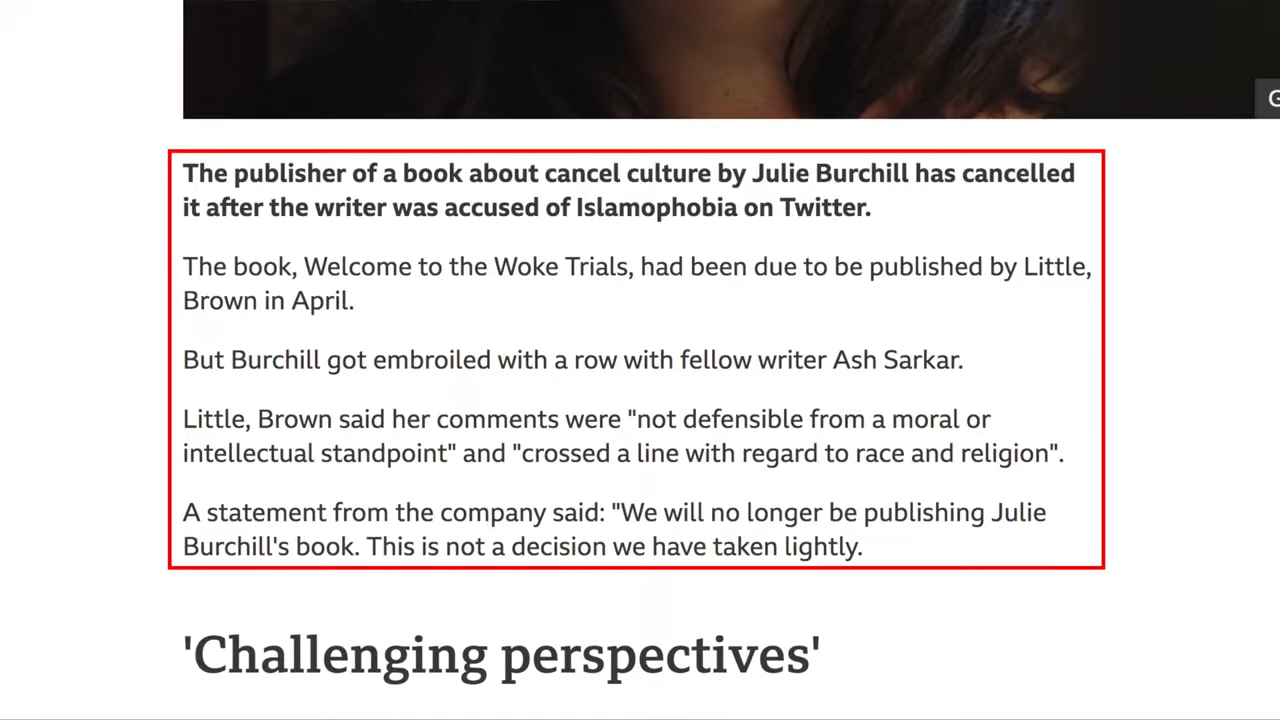 G
The publisher of a book about cancel culture by Julie Burchill has cancelled
it after the writer was accused of Islamophobia on Twitter.
The book, Welcome to the Woke Trials, had been due to be published by Little,
Brown in April.
But Burchill got embroiled with a row with fellow writer Ash Sarkar.
Little, Brown said her comments were "not defensible from a moral or
intellectual standpoint" and "crossed a line with regard to race and religion".
A statement from the company said: "We will no longer be publishing Julie
Burchill's book. This is not a decision we have taken lightly.
'Challenging perspectives'